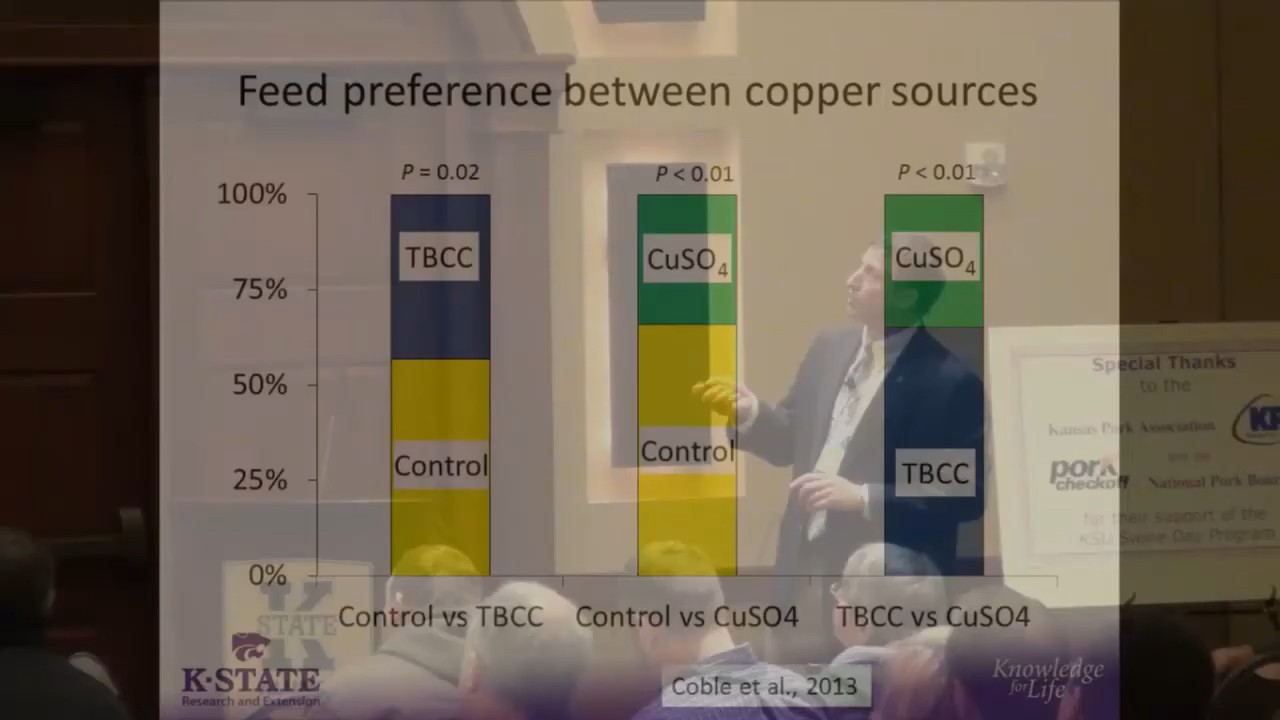 Feed preference between copper sources
P = 0.02
P < 0.01
P < 0.01
100%
75%
50%
25%
0%
TBCC
Control
CuSO₄
Control
CuSO₄
TBCC
Control vs TBCC
Control vs CuSO4
TBCC vs CuSO4
Coble et al., 2013
K-STATE
Research and Extension
Knowledge
for Life
STATE
Special Thanks
to the
Kansas Pork Association
pork
checkoff
National Pork
for their support of the
KSU Swine Day Program